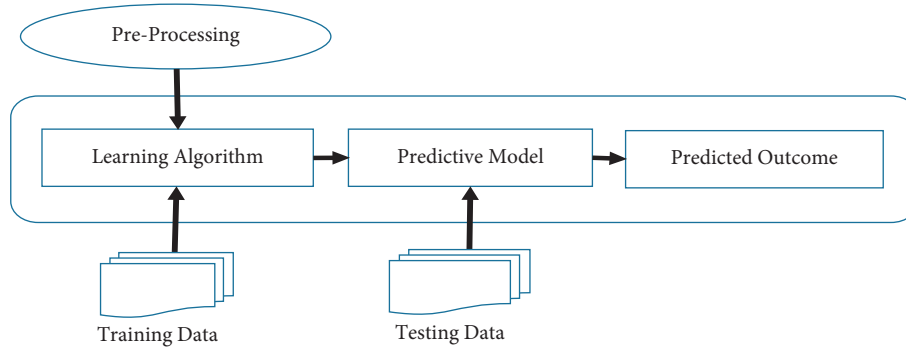 Pre-Processing
Learning Algorithm
Predictive Model
Predicted Outcome
Training Data
Testing Data